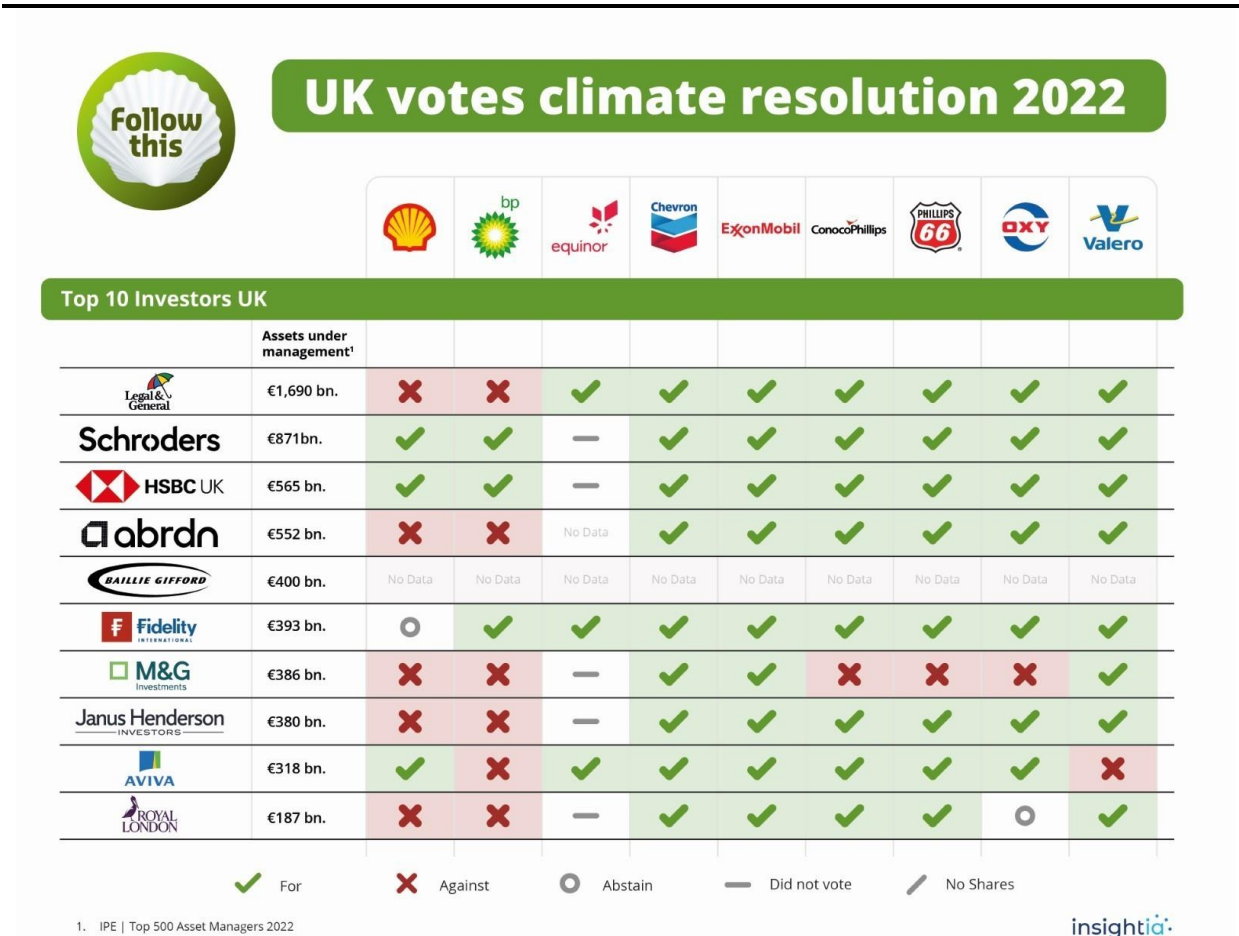 Follow this
UK votes climate resolution 2022
bp
equinor
Chevron
ExxonMobil
ConocoPhillips
PHILLIPS 66
OXY
Valero
Top 10 Investors UK
Assets under management¹
Legal & General €1,690 bn.
Schroders €871bn.
HSBC UK €565 bn.
abrdn €552 bn. No Data
BAILLIE GIFFORD €400 bn. No Data No Data No Data No Data No Data No Data No Data No Data No Data
Fidelity INTERNATIONAL €393 bn.
M&G Investments €386 bn.
Janus Henderson INVESTORS €380 bn.
AVIVA €318 bn.
ROYAL LONDON €187 bn.
For Against Abstain Did not vote No Shares
1. IPE | Top 500 Asset Managers 2022
insightia